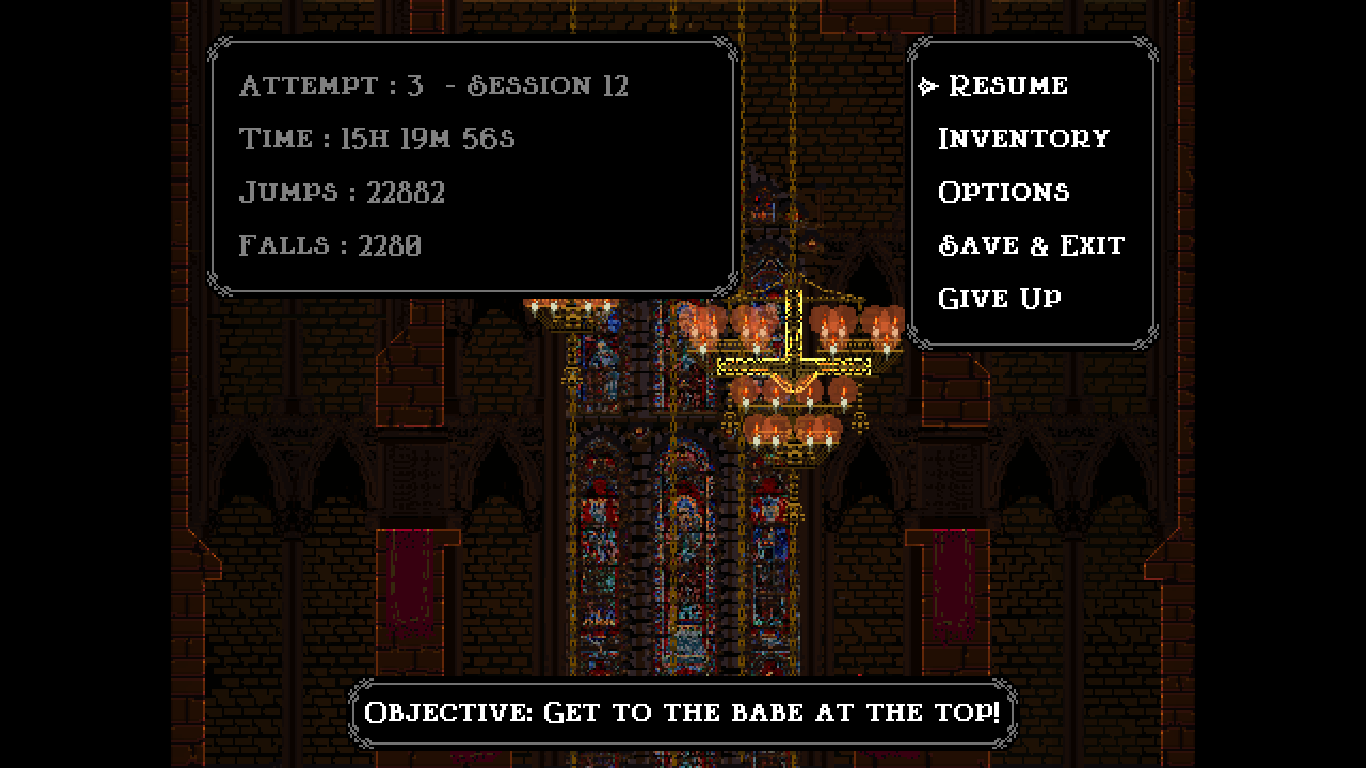 Attempt : 3 - Session 12
Time : 15h 19m 56s
Jumps : 22882
Falls : 2280
Resume
Inventory
Options
Save & Exit
Give Up
Objective: Get to the babe at the top!